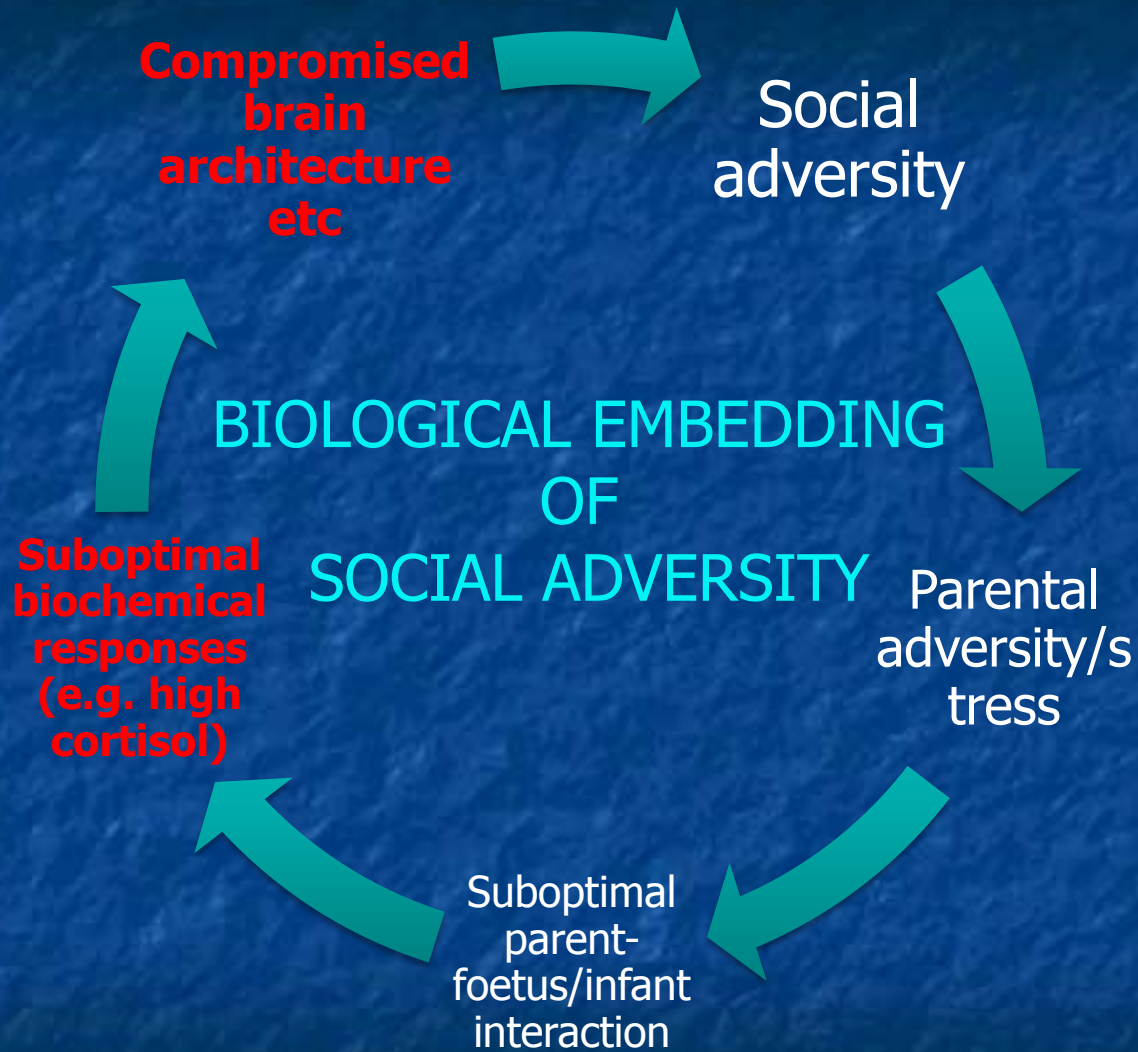 Compromised
brain
architecture
etc
Social
adversity
BIOLOGICAL EMBEDDING
OF
SOCIAL ADVERSITY
Parental
adversity/s
tress
Suboptimal
parent-
foetus/infant
interaction
Suboptimal
biochemical
responses
(e.g. high
cortisol)